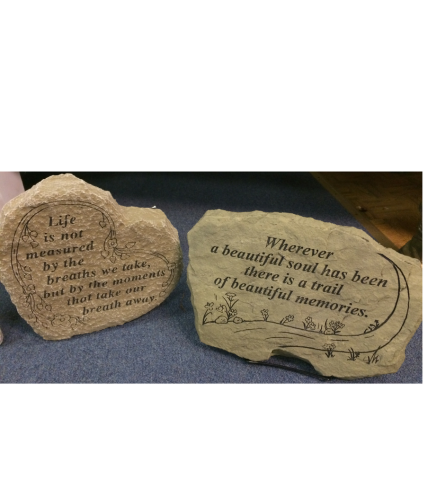 Life
is not
measured
by the
breaths we take,
but by the moments
that take our
breath away.
Wherever
a beautiful soul has been
there is a trail
of beautiful memories.